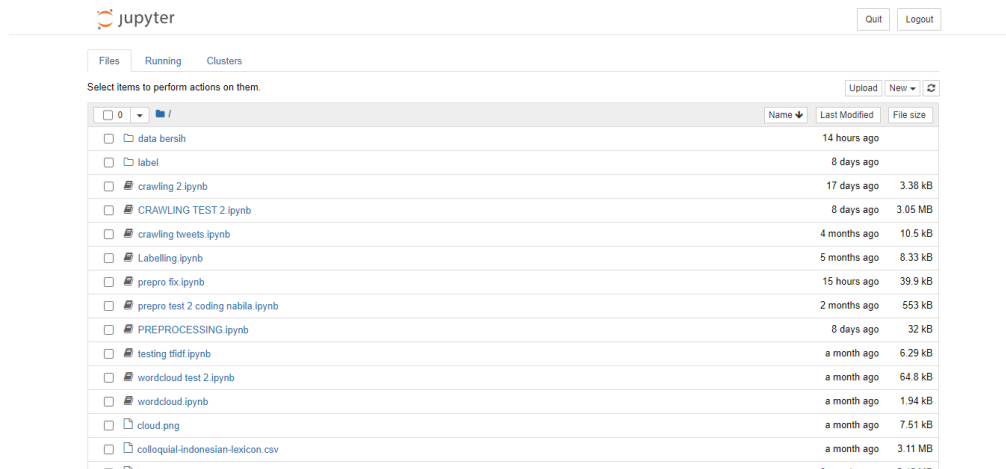 jupyter Quit Logout
Files Running Clusters
Select items to perform actions on them. Upload New
0 / Name Last Modified File size
data bersih 14 hours ago
label 8 days ago
crawling 2.ipynb 17 days ago 3.38 kB
CRAWLING TEST 2.ipynb 8 days ago 3.05 MB
crawling tweets.ipynb 4 months ago 10.5 kB
Labelling.ipynb 5 months ago 8.33 kB
prepro fix.ipynb 15 hours ago 39.9 kB
prepro test 2 coding nabila.ipynb 2 months ago 553 kB
PREPROCESSING.ipynb 8 days ago 32 kB
testing tfidf.ipynb a month ago 6.29 kB
wordcloud test 2.ipynb a month ago 64.8 kB
wordcloud.ipynb a month ago 1.94 kB
cloud.png a month ago 7.51 kB
colloquial-indonesian-lexicon.csv a month ago 3.11 MB